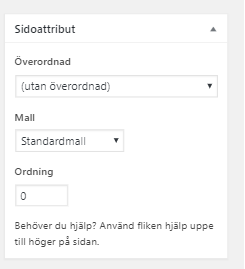 Sidoattribut
Överordnad
(utan överordnad)
Mall
Standardmall
Ordning
0
Behöver du hjälp? Använd fliken hjälp uppe
till höger på sidan.